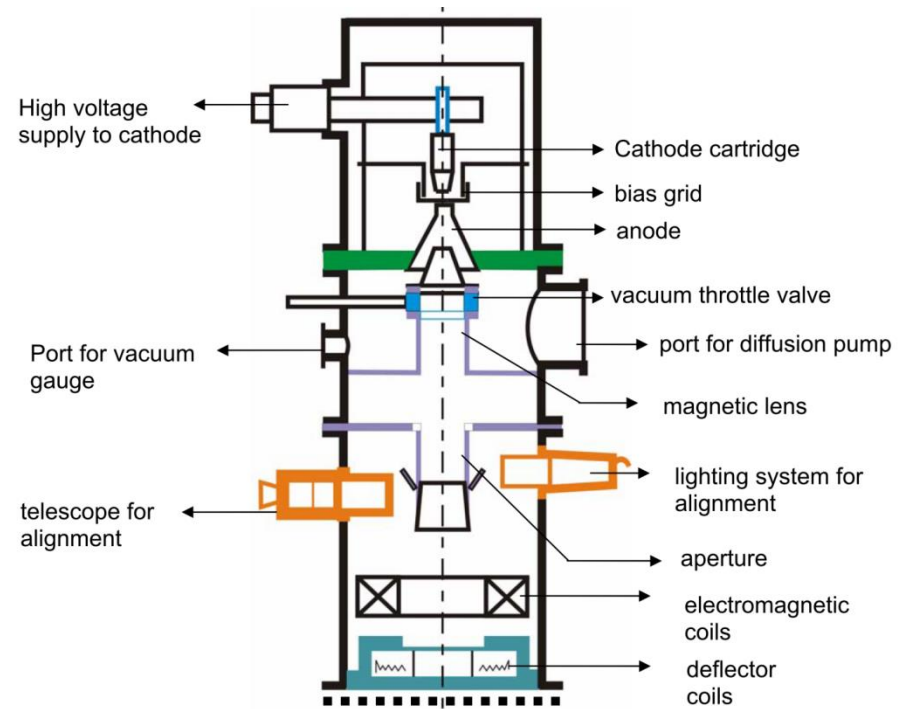 High voltage
supply to cathode
Cathode cartridge
bias grid
anode
vacuum throttle valve
Port for vacuum
gauge
port for diffusion pump
magnetic lens
telescope for
alignment
lighting system for
alignment
aperture
electromagnetic
coils
deflector
coils